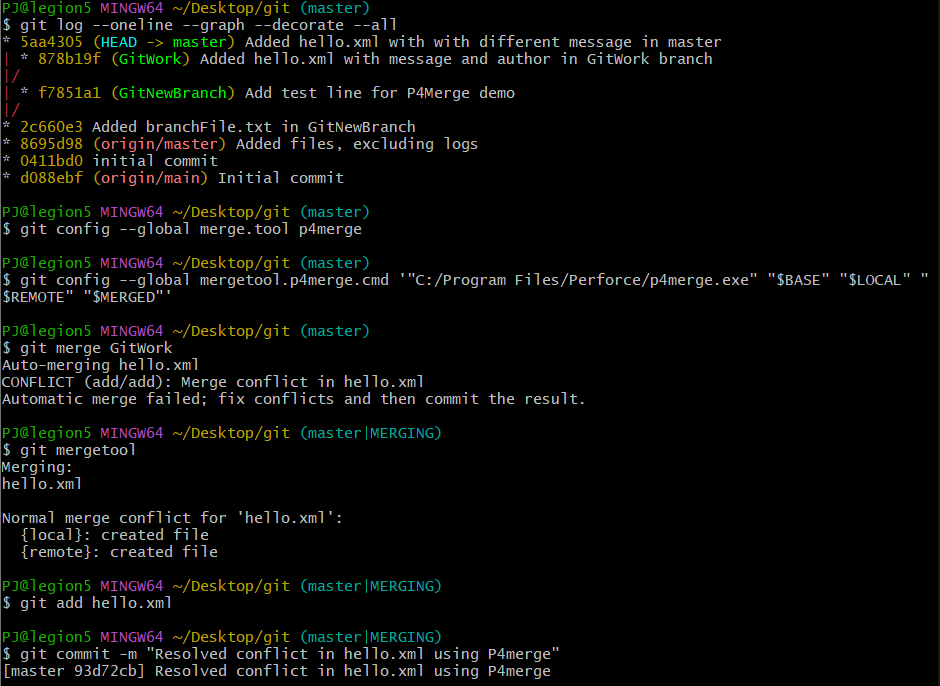 PJ@legion5 MINGW64 ~/Desktop/git (master)
$ git log --oneline --graph --decorate --all
* 5aa4305 (HEAD -> master) Added hello.xml with with different message in master
| * 878b19f (GitWork) Added hello.xml with message and author in GitWork branch
|/
| * f7851a1 (GitNewBranch) Add test line for P4Merge demo
|/
* 2c660e3 Added branchFile.txt in GitNewBranch
* 8695d98 (origin/master) Added files, excluding logs
* 0411bd0 initial commit
* d088ebf (origin/main) Initial commit

PJ@legion5 MINGW64 ~/Desktop/git (master)
$ git config --global merge.tool p4merge

PJ@legion5 MINGW64 ~/Desktop/git (master)
$ git config --global mergetool.p4merge.cmd '"C:/Program Files/Perforce/p4merge.exe" "$BASE" "$LOCAL" "
$REMOTE" "$MERGED"'

PJ@legion5 MINGW64 ~/Desktop/git (master)
$ git merge GitWork
Auto-merging hello.xml
CONFLICT (add/add): Merge conflict in hello.xml
Automatic merge failed; fix conflicts and then commit the result.

PJ@legion5 MINGW64 ~/Desktop/git (master|MERGING)
$ git mergetool
Merging:
hello.xml

Normal merge conflict for 'hello.xml':
  {local}: created file
  {remote}: created file

PJ@legion5 MINGW64 ~/Desktop/git (master|MERGING)
$ git add hello.xml

PJ@legion5 MINGW64 ~/Desktop/git (master|MERGING)
$ git commit -m "Resolved conflict in hello.xml using P4merge"
[master 93d72cb] Resolved conflict in hello.xml using P4merge